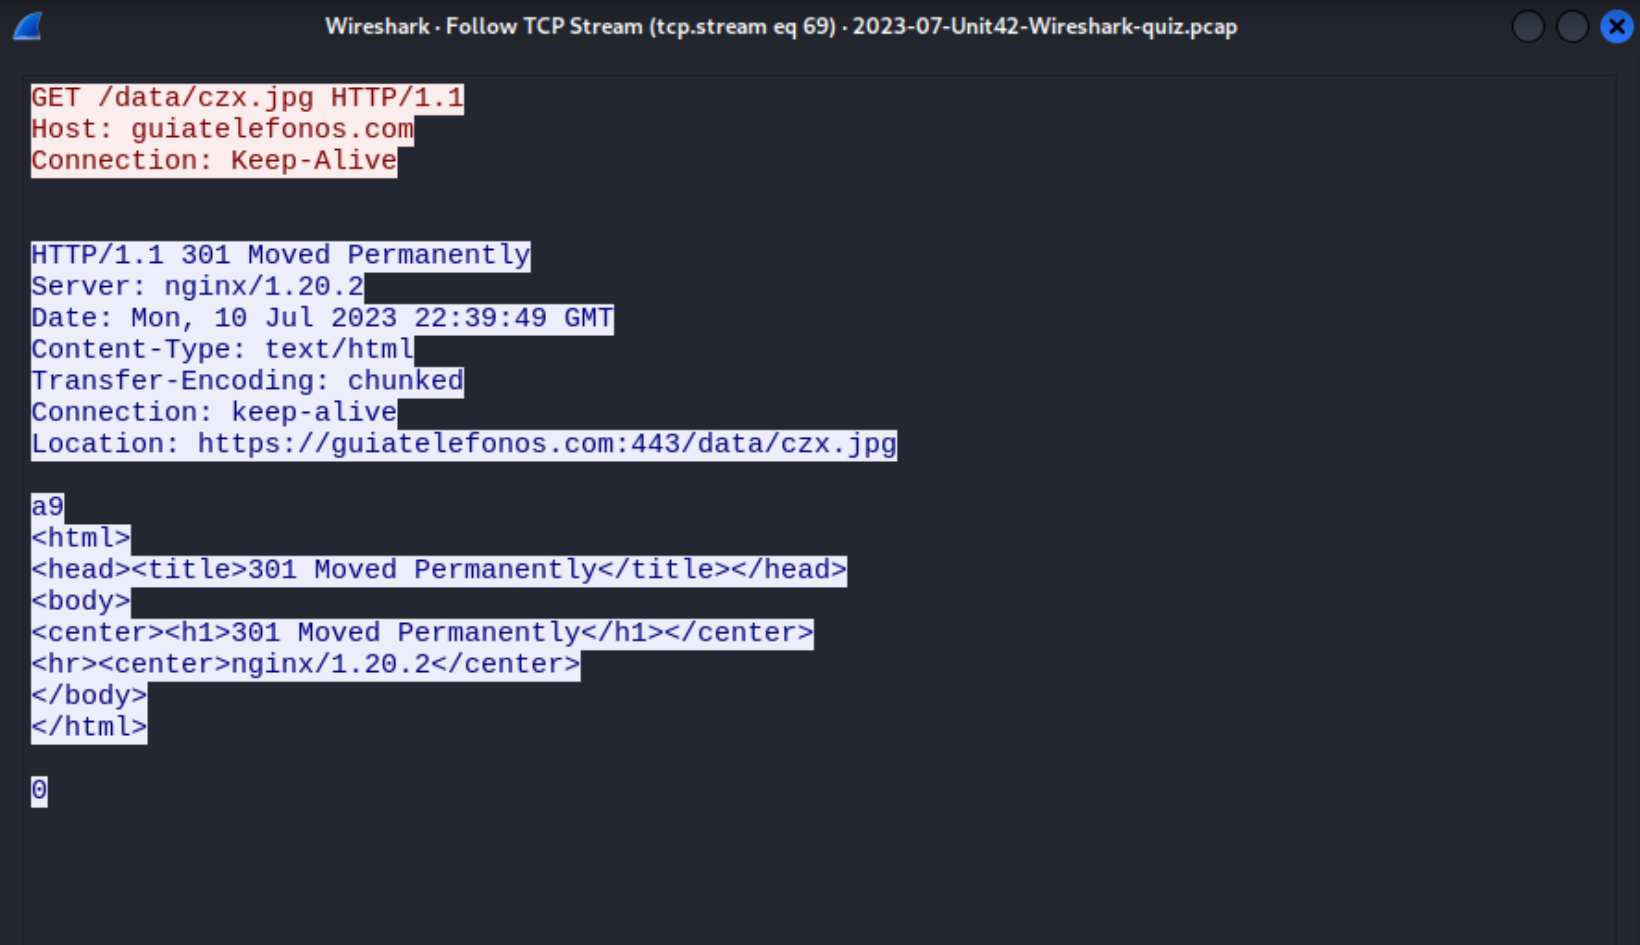 Wireshark · Follow TCP Stream (tcp.stream eq 69) · 2023-07-Unit42-Wireshark-quiz.pcap
GET /data/czx.jpg HTTP/1.1
Host: guiatelefonos.com
Connection: Keep-Alive
HTTP/1.1 301 Moved Permanently
Server: nginx/1.20.2
Date: Mon, 10 Jul 2023 22:39:49 GMT
Content-Type: text/html
Transfer-Encoding: chunked
Connection: keep-alive
Location: https://guiatelefonos.com:443/data/czx.jpg
a9
<html>
<head><title>301 Moved Permanently</title></head>
<body>
<center><h1>301 Moved Permanently</h1></center>
<hr><center>nginx/1.20.2</center>
</body>
</html>
0